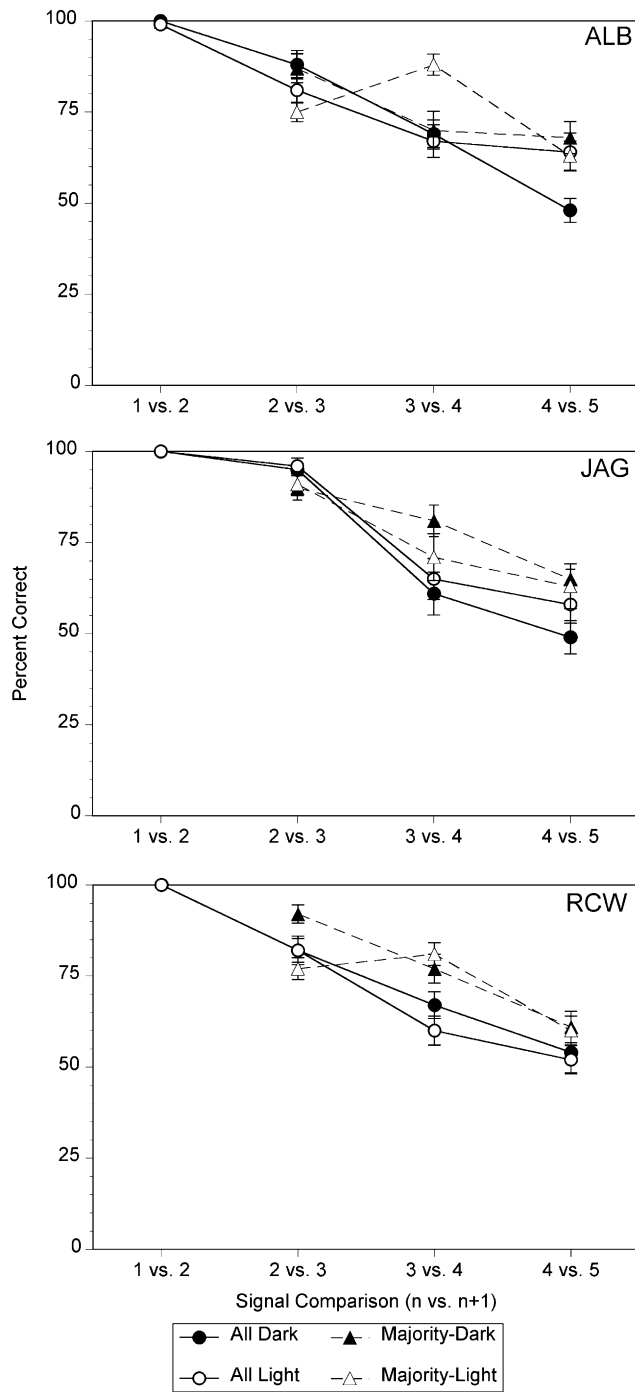 ALB
100
75
50
25
0
1 vs. 2 2 vs. 3 3 vs. 4 4 vs. 5
JAG
100
75
50
25
0
1 vs. 2 2 vs. 3 3 vs. 4 4 vs. 5
Percent Correct
RCW
100
75
50
25
0
1 vs. 2 2 vs. 3 3 vs. 4 4 vs. 5
Signal Comparison (n vs. n+1)
All Dark Majority-Dark
All Light Majority-Light